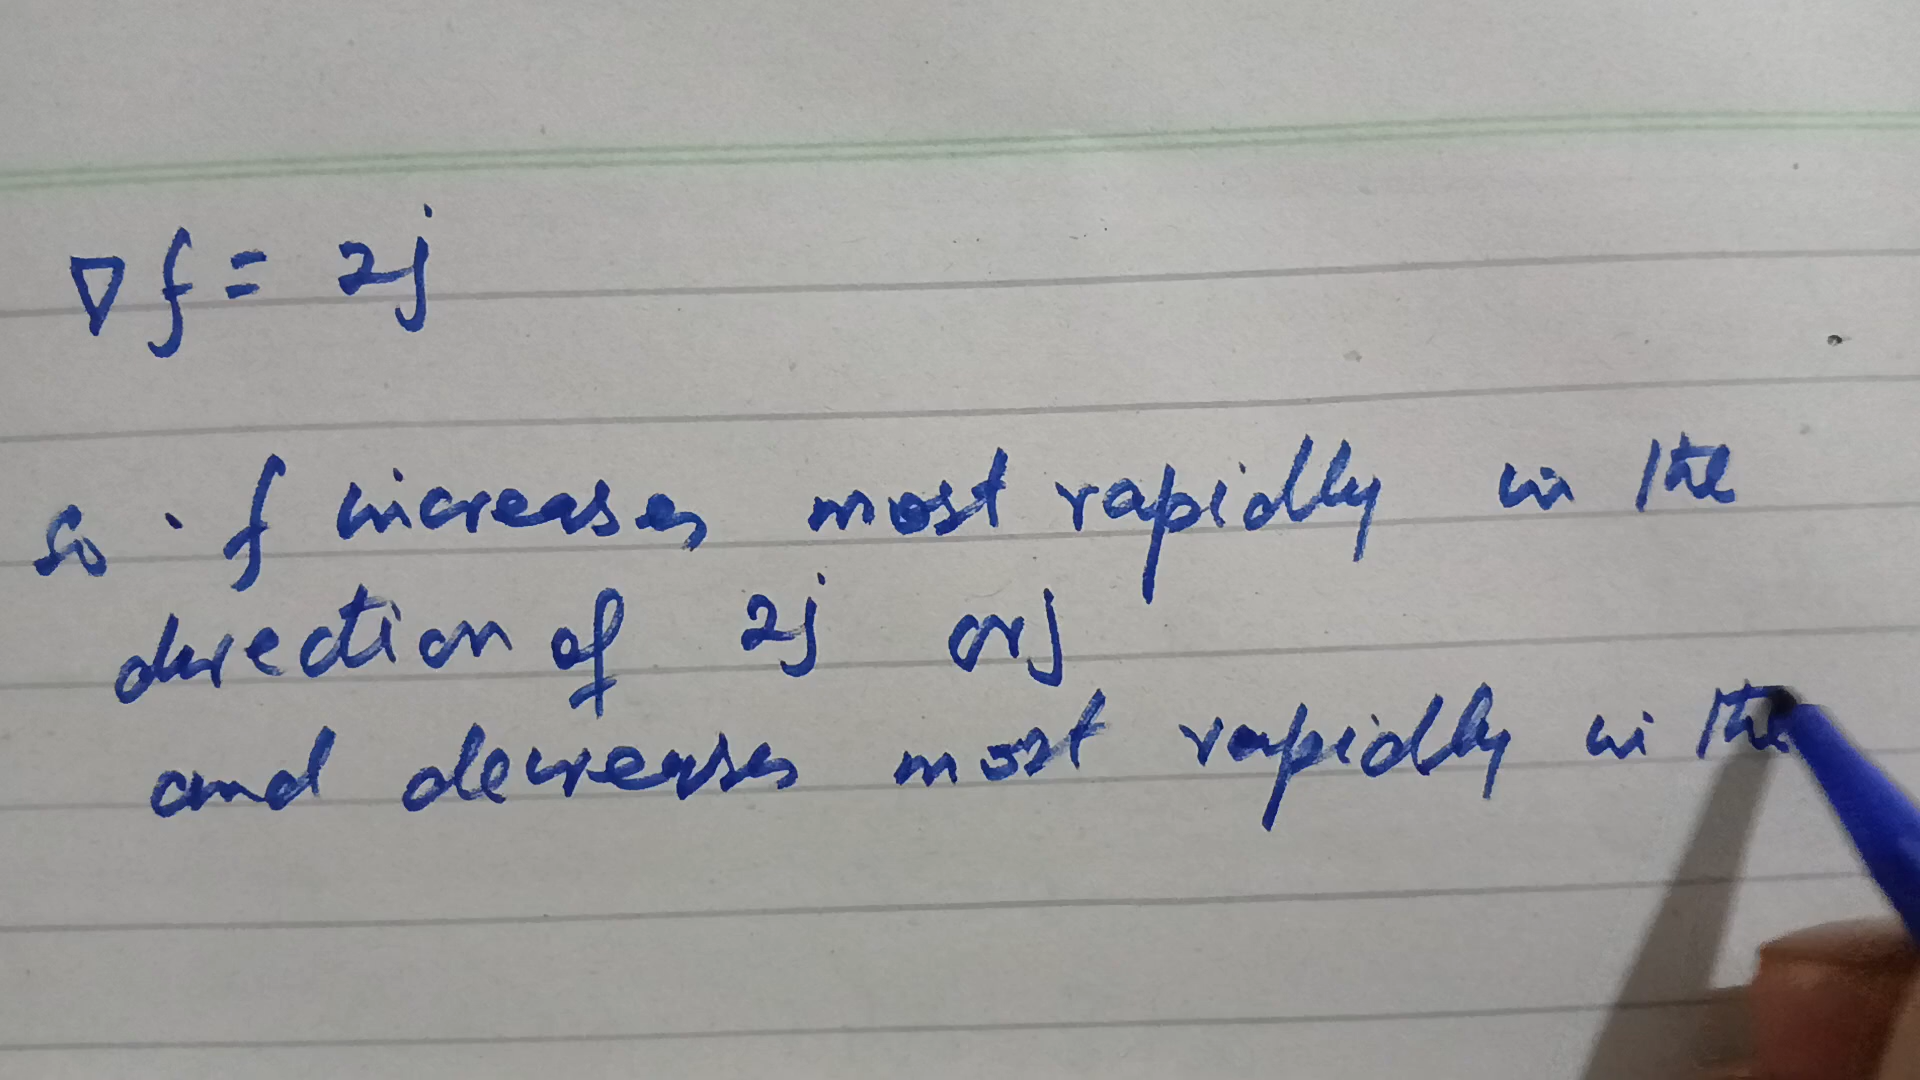 ∇f = 2j
so f increases most rapidly in the
direction of 2j or j
and decreases most rapidly in the